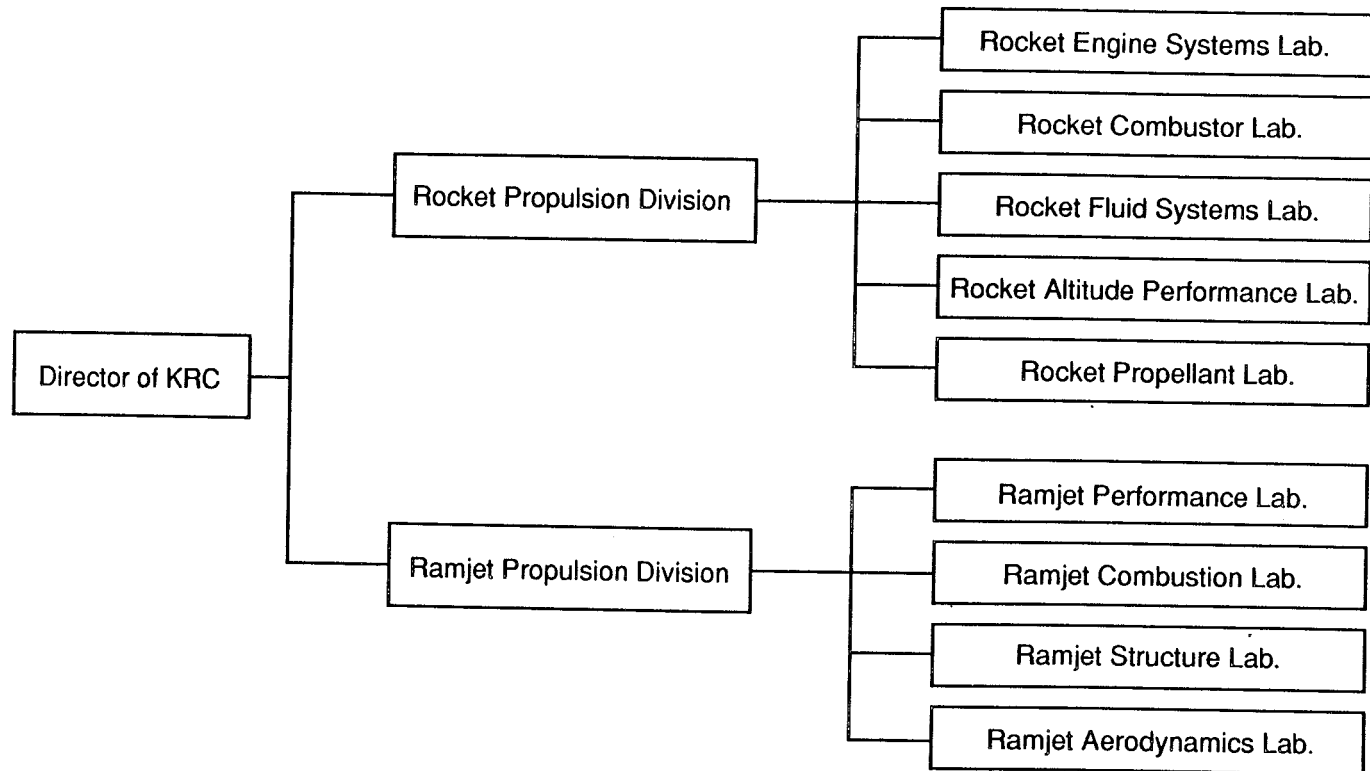 Director of KRC
Rocket Propulsion Division
Rocket Engine Systems Lab.
Rocket Combustor Lab.
Rocket Fluid Systems Lab.
Rocket Altitude Performance Lab.
Rocket Propellant Lab.
Ramjet Propulsion Division
Ramjet Performance Lab.
Ramjet Combustion Lab.
Ramjet Structure Lab.
Ramjet Aerodynamics Lab.